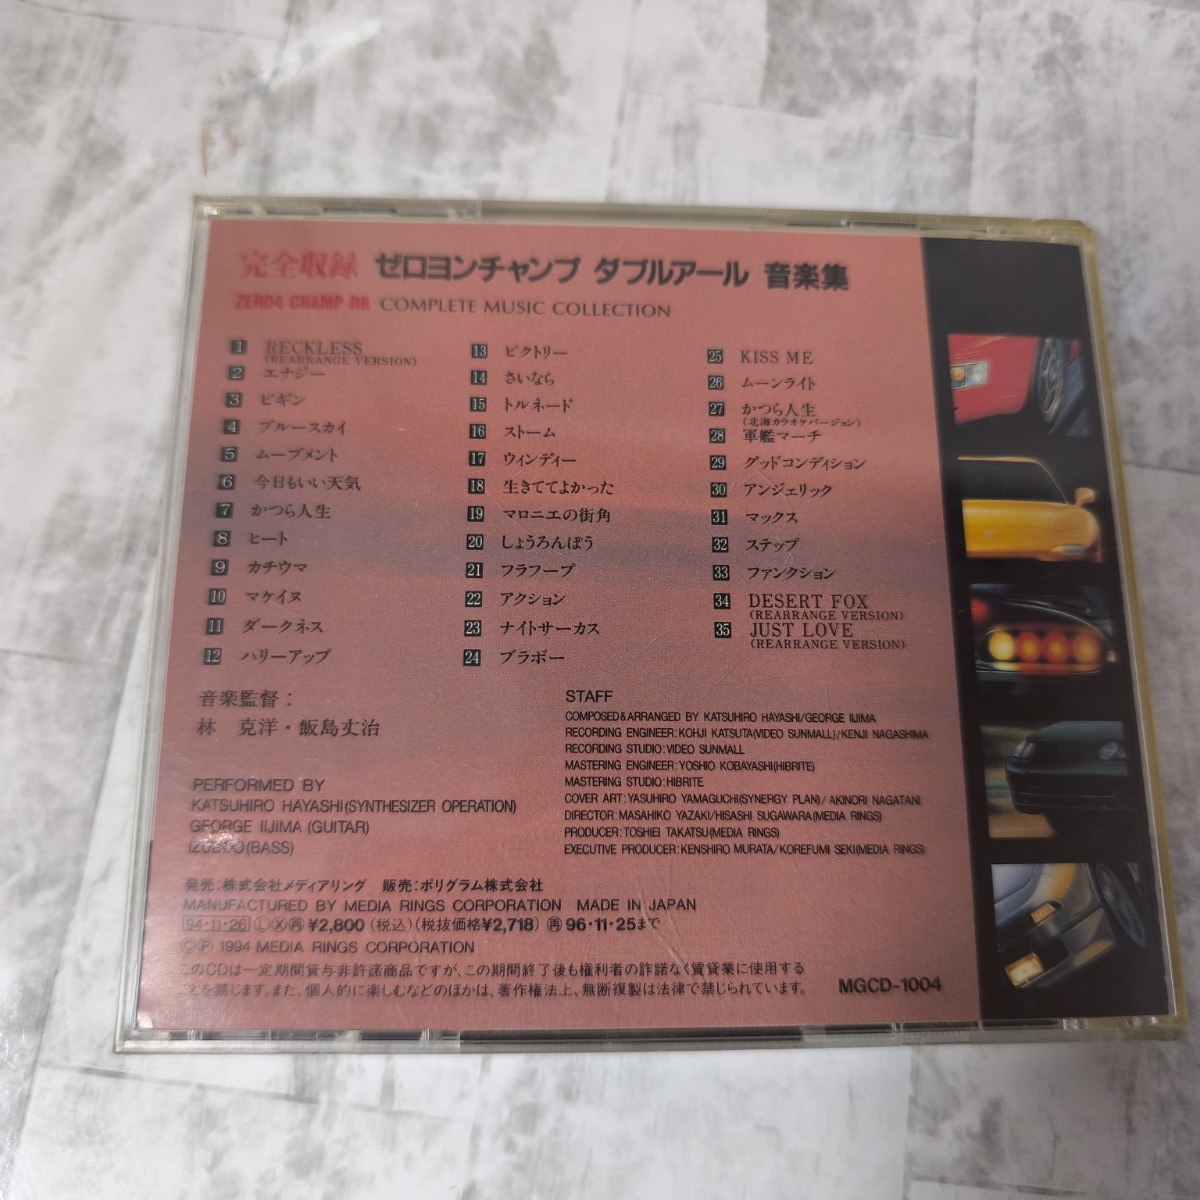 完全収録 ゼロヨンチャンプ ダブルアール 音楽集
ZERO4 CHAMP RR COMPLETE MUSIC COLLECTION
1 RECKLESS
(REARRANGE VERSION)
2 エナジー
3 ビギン
4 ブルースカイ
5 ムーブメント
6 今日もいい天気
7 かつら人生
8 ヒート
9 カチウマ
10 マケイヌ
11 ダークネス
12 ハリーアップ
13 ビクトリー
14 さいなら
15 トルネード
16 ストーム
17 ウィンディー
18 生きててよかった
19 マロニエの街角
20 しょうろんぽう
21 フラフープ
22 アクション
23 ナイトサーカス
24 ブラボー
25 KISS ME
26 ムーンライト
27 かつら人生
(北海カラオケバージョン)
28 軍艦マーチ
29 グッドコンディション
30 アンジェリック
31 マックス
32 ステップ
33 ファンクション
34 DESERT FOX
(REARRANGE VERSION)
35 JUST LOVE
(REARRANGE VERSION)
音楽監督:
林 克洋・飯島丈治
PERFORMED BY
KATSUHIRO HAYASHI(SYNTHESIZER OPERATION)
GEORGE IIJIMA (GUITAR)
(BASS)
STAFF
COMPOSED&ARRANGED BY KATSUHIRO HAYASHI/GEORGE IIJIMA
RECORDING ENGINEER:KOHJI KATSUTA(VIDEO SUNMALL)/KENJI NAGASHIMA
RECORDING STUDIO:VIDEO SUNMALL
MASTERING ENGINEER:YOSHIO KOBAYASHI(HIBRITE)
MASTERING STUDIO:HIBRITE
COVER ART:YASUHIRO YAMAGUCHI(SYNERGY PLAN)/AKINORI NAGATANI
DIRECTOR:MASAHIKO YAZAKI/HISASHI SUGAWARA(MEDIA RINGS)
PRODUCER:TOSHIEI TAKATSU(MEDIA RINGS)
EXECUTIVE PRODUCER:KENSHIRO MURATA/KOREFUMI SEKI(MEDIA RINGS)
発売:株式会社メディアリング 販売:ポリグラム株式会社
MANUFACTURED BY MEDIA RINGS CORPORATION MADE IN JAPAN
94・11・26 Ⓛ Ⓧ �
¥2,800 (税込)(税抜価格¥2,718) 再 96・11・25まで
ⒸⓅ 1994 MEDIA RINGS CORPORATION
このCDは一定期間貸与非許諾商品ですが、この期間終了後も権利者の許諾なく賃貸業に使用する
ことを禁じます。また、個人的に楽しむなどのほかは、著作権法上、無断複製は法律で禁じられています。
MGCD-1004